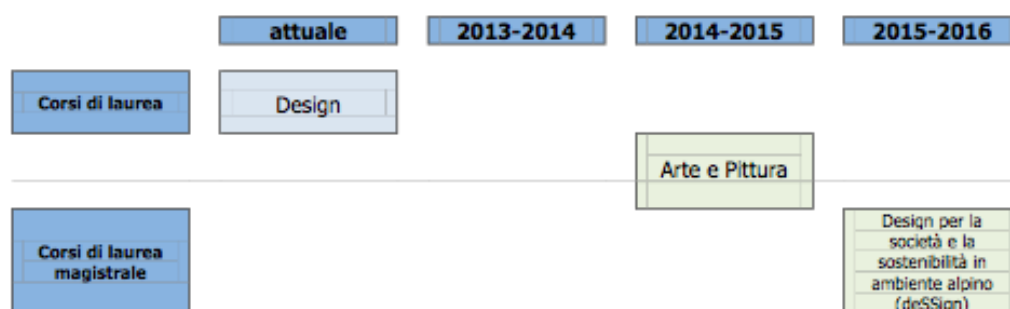 attuale 2013-2014 2014-2015 2015-2016
Corsi di laurea Design
Arte e Pittura
Corsi di laurea
magistrale
Design per la
società e la
sostenibilità in
ambiente alpino
(deSSign)